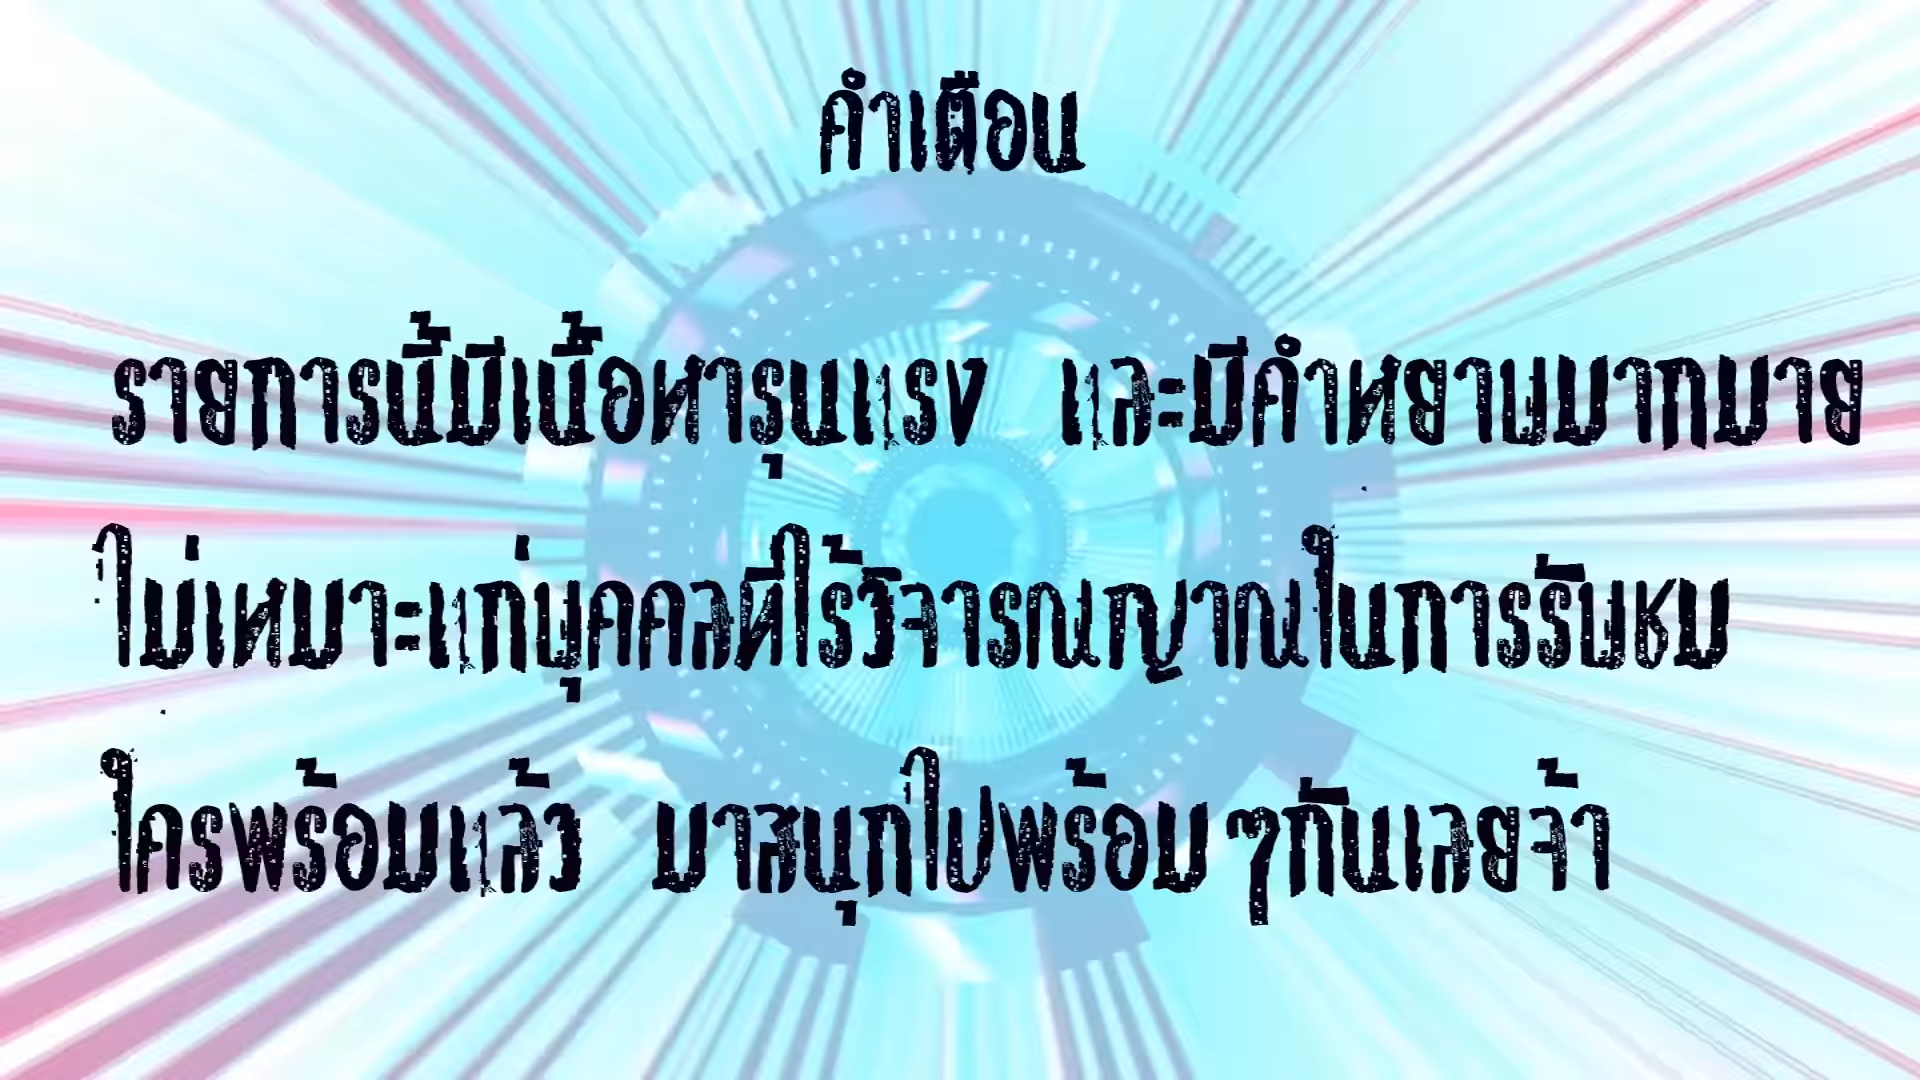 คำเตือน
รายการนี้มีเนื้อหารุนแรง และมีคำหยาบมากมาย
ไม่เหมาะแก่บุคคลที่ไร้วิจารณญาณในการรับชม
ใครพร้อมแล้ว มาสนุกไปพร้อมๆกันเลยจ้า